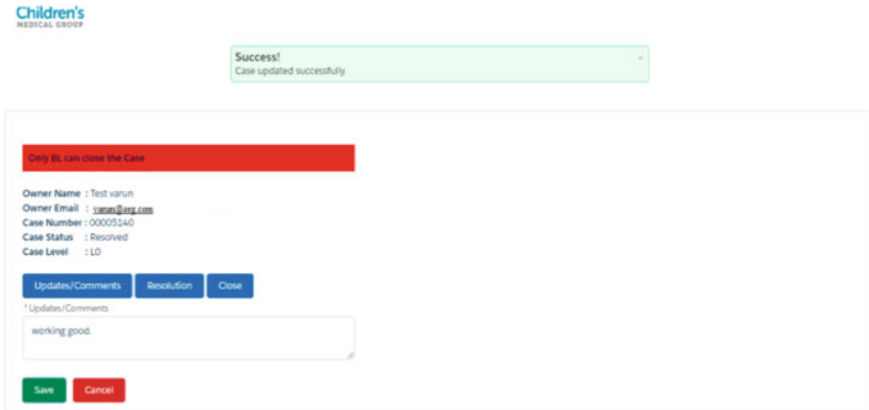 Children's
MEDICAL GROUP
Success!
Case updated successfully.
Only BL can close the Case
Owner Name : Test varun
Owner Email : varun@org.com
Case Number : 00005140
Case Status : Resolved
Case Level : L0
Updates/Comments Resolution Close
* Updates/Comments
working good.
Save Cancel